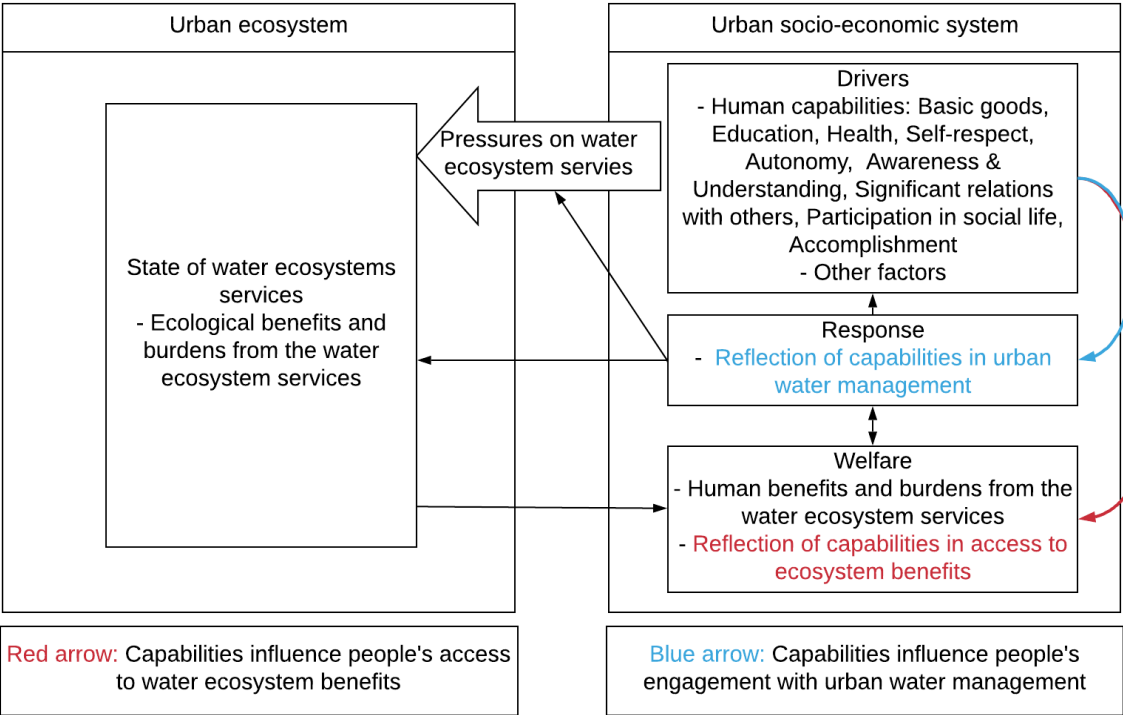 Urban ecosystem
Urban socio-economic system
Drivers
- Human capabilities: Basic goods,
Education, Health, Self-respect,
Autonomy, Awareness &
Understanding, Significant relations
with others, Participation in social life,
Accomplishment
- Other factors
Pressures on water
ecosystem servies
State of water ecosystems
services
- Ecological benefits and
burdens from the water
ecosystem services
Response
- Reflection of capabilities in urban
water management
Welfare
- Human benefits and burdens from the
water ecosystem services
- Reflection of capabilities in access to
ecosystem benefits
Red arrow: Capabilities influence people's access
to water ecosystem benefits
Blue arrow: Capabilities influence people's
engagement with urban water management